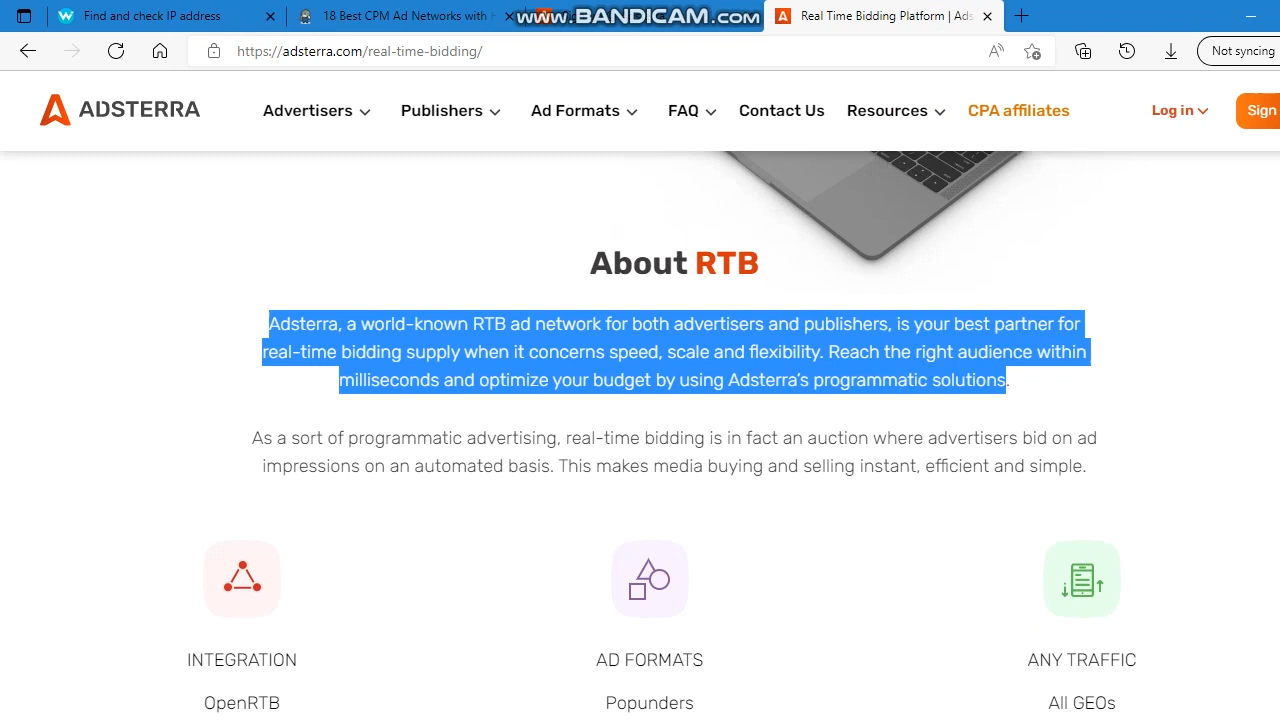 Find and check IP address
18 Best CPM Ad Networks with
www.BANDICAM.com
Real Time Bidding Platform | Ads
https://adsterra.com/real-time-bidding/
Not syncing
ADSTERRA
Advertisers
Publishers
Ad Formats
FAQ
Contact Us
Resources
CPA affiliates
Log in
Sign
About RTB
Adsterra, a world-known RTB ad network for both advertisers and publishers, is your best partner for
real-time bidding supply when it concerns speed, scale and flexibility. Reach the right audience within
milliseconds and optimize your budget by using Adsterra’s programmatic solutions.
As a sort of programmatic advertising, real-time bidding is in fact an auction where advertisers bid on ad
impressions on an automated basis. This makes media buying and selling instant, efficient and simple.
INTEGRATION
AD FORMATS
ANY TRAFFIC
OpenRTB
Popunders
All GEOs